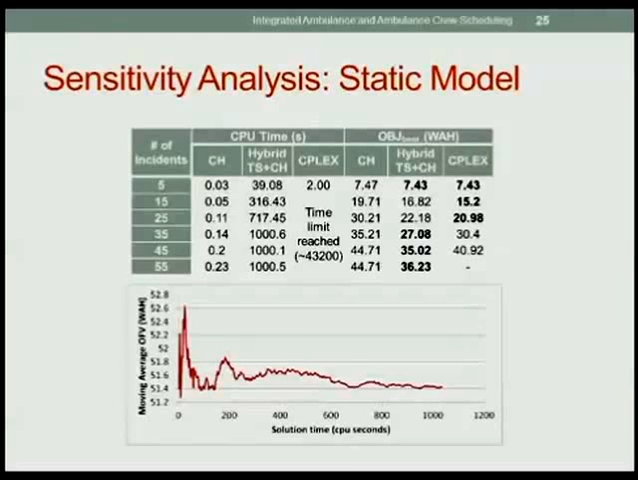 Integrated Ambulance and Ambulance Crew Scheduling 25
Sensitivity Analysis: Static Model
# of Incidents CPU Time (s) (WAH)
CH Hybrid TS+CH CPLEX CH Hybrid TS+CH CPLEX
5 0.03 39.08 2.00 7.47 7.43 7.43
15 0.05 316.43 19.71 16.82 15.2
25 0.11 717.45 30.21 22.18 20.98
35 0.14 1000.6 35.21 27.08 30.4
45 0.2 1000.1 44.71 35.02 40.92
55 0.23 1000.5 44.71 36.23 -
Time
limit
reached
(~43200)
Moving Average OFV (WAH)
52.8
52.6
52.4
52.2
52
51.8
51.6
51.4
51.2
0 200 400 600 800 1000 1200
Solution time (cpu seconds)